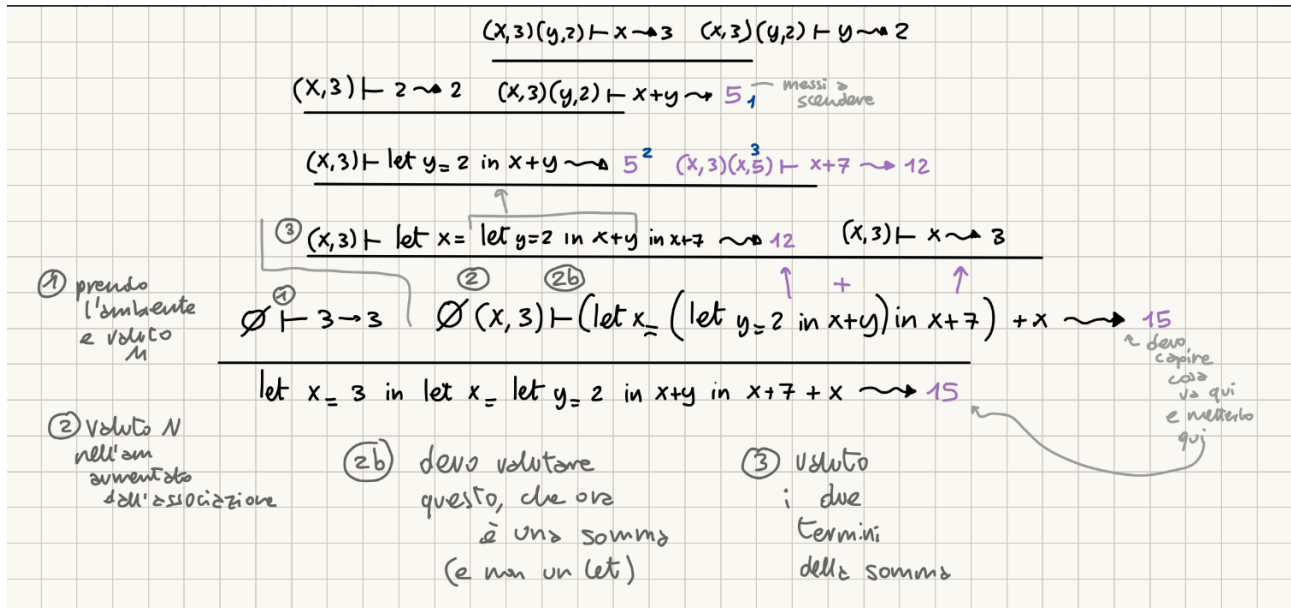 (x,3)(y,2) ⊢ x ⇝ 3   (x,3)(y,2) ⊢ y ⇝ 2
(x,3) ⊢ 2 ⇝ 2   (x,3)(y,2) ⊢ x+y ⇝ 5 1   messi a
scendere
(x,3) ⊢ let y = 2 in x+y ⇝ 5 2   (x,3)(x,5) 3 ⊢ x+7 ⇝ 12
③ (x,3) ⊢ let x = let y=2 in x+y in x+7 ⇝ 12   (x,3) ⊢ x ⇝ 3
② ②b ↑ + ↑
① prendo
l'ambiente
e valuto
M
①
∅ ⊢ 3 → 3   ∅ (x,3) ⊢ (let x = (let y = 2 in x+y) in x+7) + x ⇝ 15
let x = 3 in let x = let y = 2 in x+y in x+7 + x ⇝ 15
devo
capire
cosa
va qui
e metterlo
qui
② valuto N
nell'am
aumentato
dall'associazione
②b devo valutare
questo, che ora
è una somma
(e non un let)
③ valuto
i due
termini
della somma